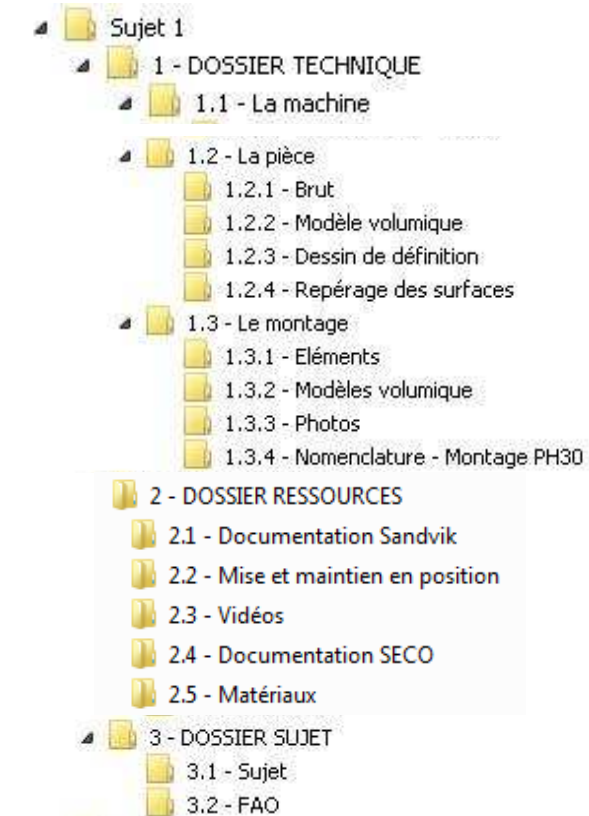 Sujet 1
1 - DOSSIER TECHNIQUE
1.1 - La machine
1.2 - La pièce
1.2.1 - Brut
1.2.2 - Modèle volumique
1.2.3 - Dessin de définition
1.2.4 - Repérage des surfaces
1.3 - Le montage
1.3.1 - Eléments
1.3.2 - Modèles volumique
1.3.3 - Photos
1.3.4 - Nomenclature - Montage PH30
2 - DOSSIER RESSOURCES
2.1 - Documentation Sandvik
2.2 - Mise et maintien en position
2.3 - Vidéos
2.4 - Documentation SECO
2.5 - Matériaux
3 - DOSSIER SUJET
3.1 - Sujet
3.2 - FAO